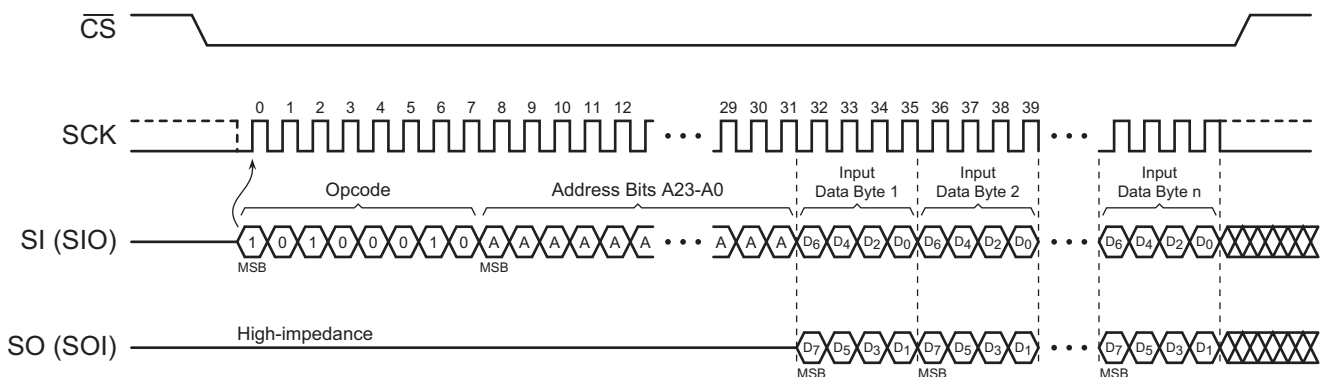 CS
0 1 2 3 4 5 6 7 8 9 10 11 12 29 30 31 32 33 34 35 36 37 38 39
SCK
Opcode
Address Bits A23-A0
Input
Data Byte 1
Input
Data Byte 2
Input
Data Byte n
SI (SIO)
1 0 1 0 0 0 1 0 A A A A A A A A A D6 D4 D2 D0 D6 D4 D2 D0 D6 D4 D2 D0
MSB MSB
High-impedance
SO (SOI)
D7 D5 D3 D1 D7 D5 D3 D1 D7 D5 D3 D1
MSB MSB MSB